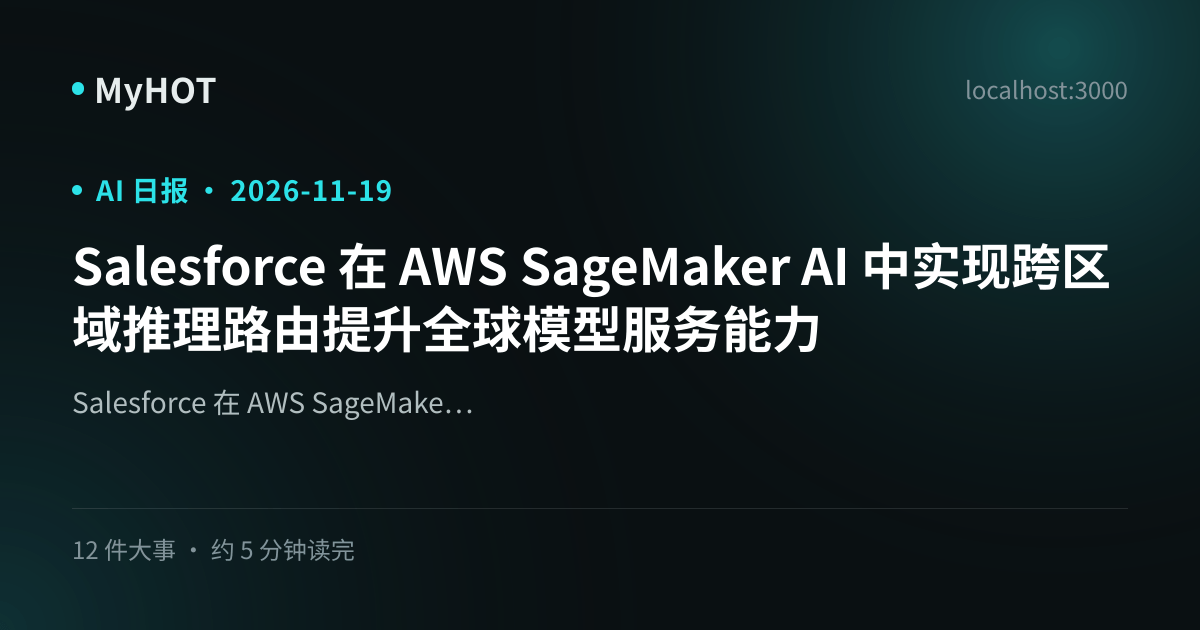 MyHOT
localhost:3000
AI 日报 · 2026-11-19
Salesforce 在 AWS SageMaker AI 中实现跨区
域推理路由提升全球模型服务能力
Salesforce 在 AWS SageMake…
12 件大事 · 约 5 分钟读完